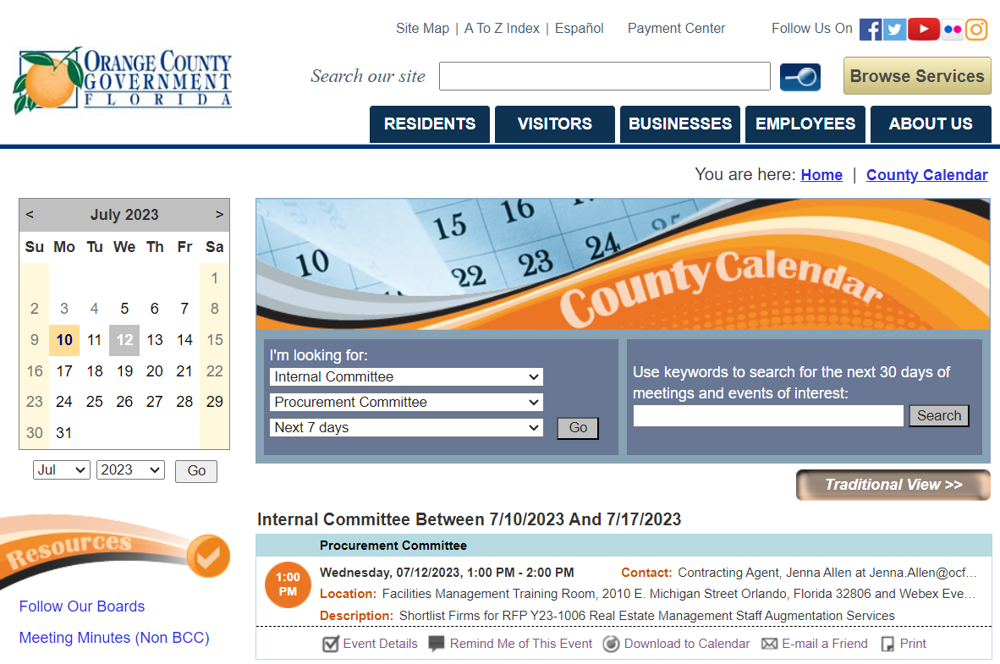 Site Map | A To Z Index | Español Payment Center Follow Us On
ORANGE COUNTY
GOVERNMENT
FLORIDA
Search our site
Browse Services
RESIDENTS VISITORS BUSINESSES EMPLOYEES ABOUT US
You are here: Home | County Calendar
< July 2023 >
Su Mo Tu We Th Fr Sa
1
2 3 4 5 6 7 8
9 10 11 12 13 14 15
16 17 18 19 20 21 22
23 24 25 26 27 28 29
30 31
Jul 2023 Go
15 16
10 22 23 24
County Calendar
I'm looking for:
Internal Committee
Procurement Committee
Next 7 days Go
Use keywords to search for the next 30 days of
meetings and events of interest:
Search
Traditional View >>
Resources
Follow Our Boards
Meeting Minutes (Non BCC)
Internal Committee Between 7/10/2023 And 7/17/2023
Procurement Committee
1:00
PM
Wednesday, 07/12/2023, 1:00 PM - 2:00 PM Contact: Contracting Agent, Jenna Allen at Jenna.Allen@ocf...
Location: Facilities Management Training Room, 2010 E. Michigan Street Orlando, Florida 32806 and Webex Eve...
Description: Shortlist Firms for RFP Y23-1006 Real Estate Management Staff Augmentation Services
Event Details Remind Me of This Event Download to Calendar E-mail a Friend Print